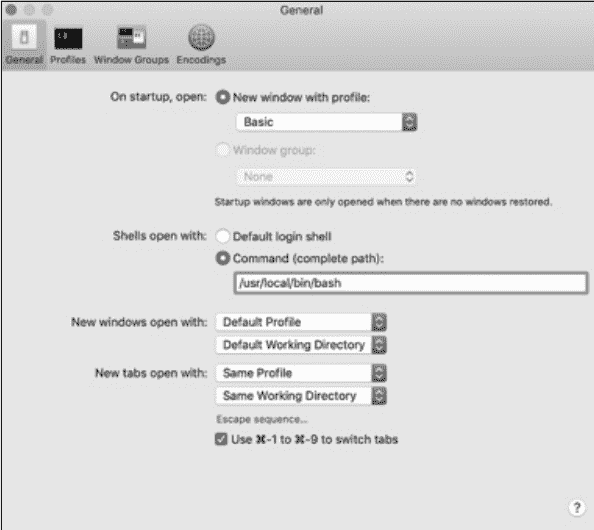 General
General Profiles Window Groups Encodings
On startup, open: New window with profile:
Basic
Window group:
None
Startup windows are only opened when there are no windows restored.
Shells open with: Default login shell
Command (complete path):
/usr/local/bin/bash
New windows open with: Default Profile
Default Working Directory
New tabs open with: Same Profile
Same Working Directory
Escape sequence...
Use ⌘-1 to ⌘-9 to switch tabs
?